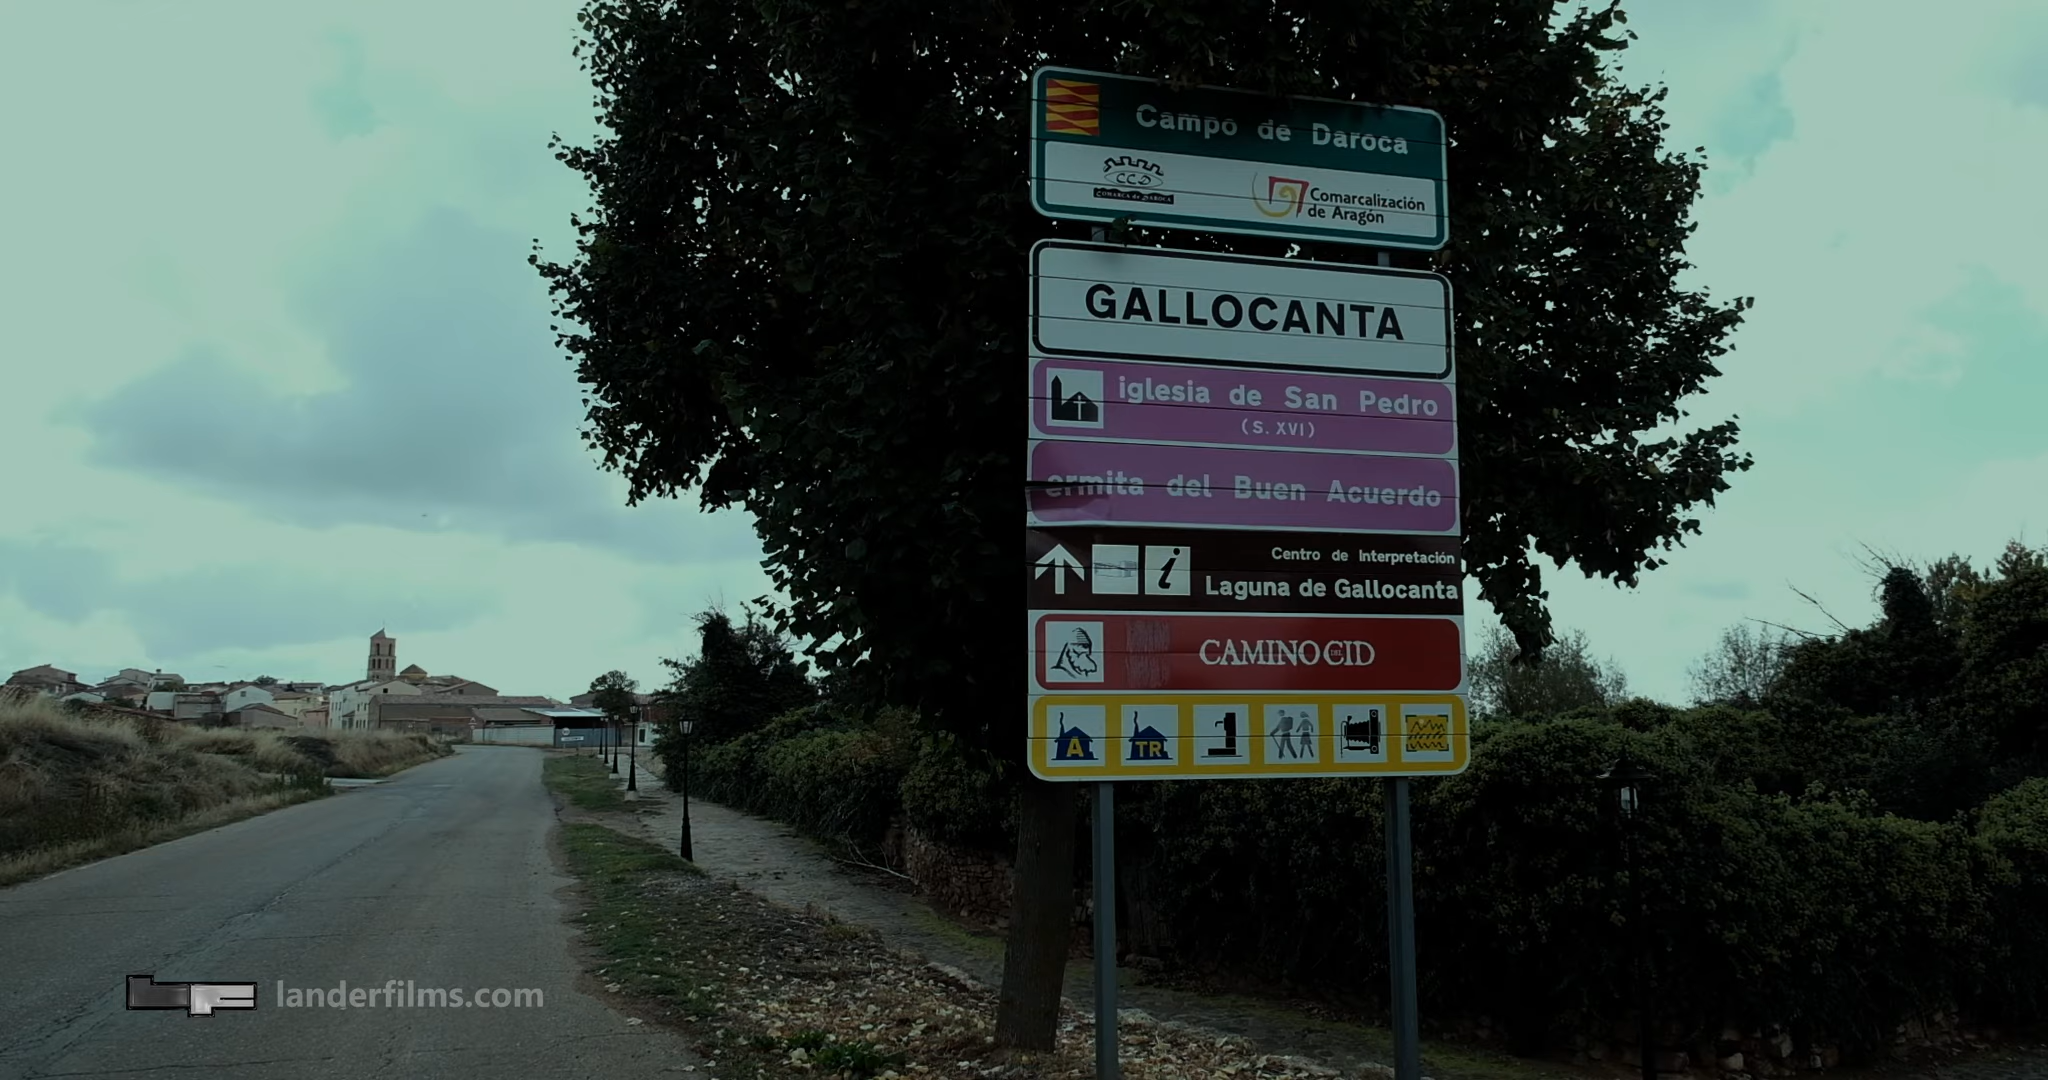 Campo de Daroca
CCD
COMARCA de DAROCA
Comarcalización
de Aragón
GALLOCANTA
iglesia de San Pedro
(S. XVI)
ermita del Buen Acuerdo
i
Centro de Interpretación
Laguna de Gallocanta
CAMINO DEL CID
A
TR
landerfilms.com